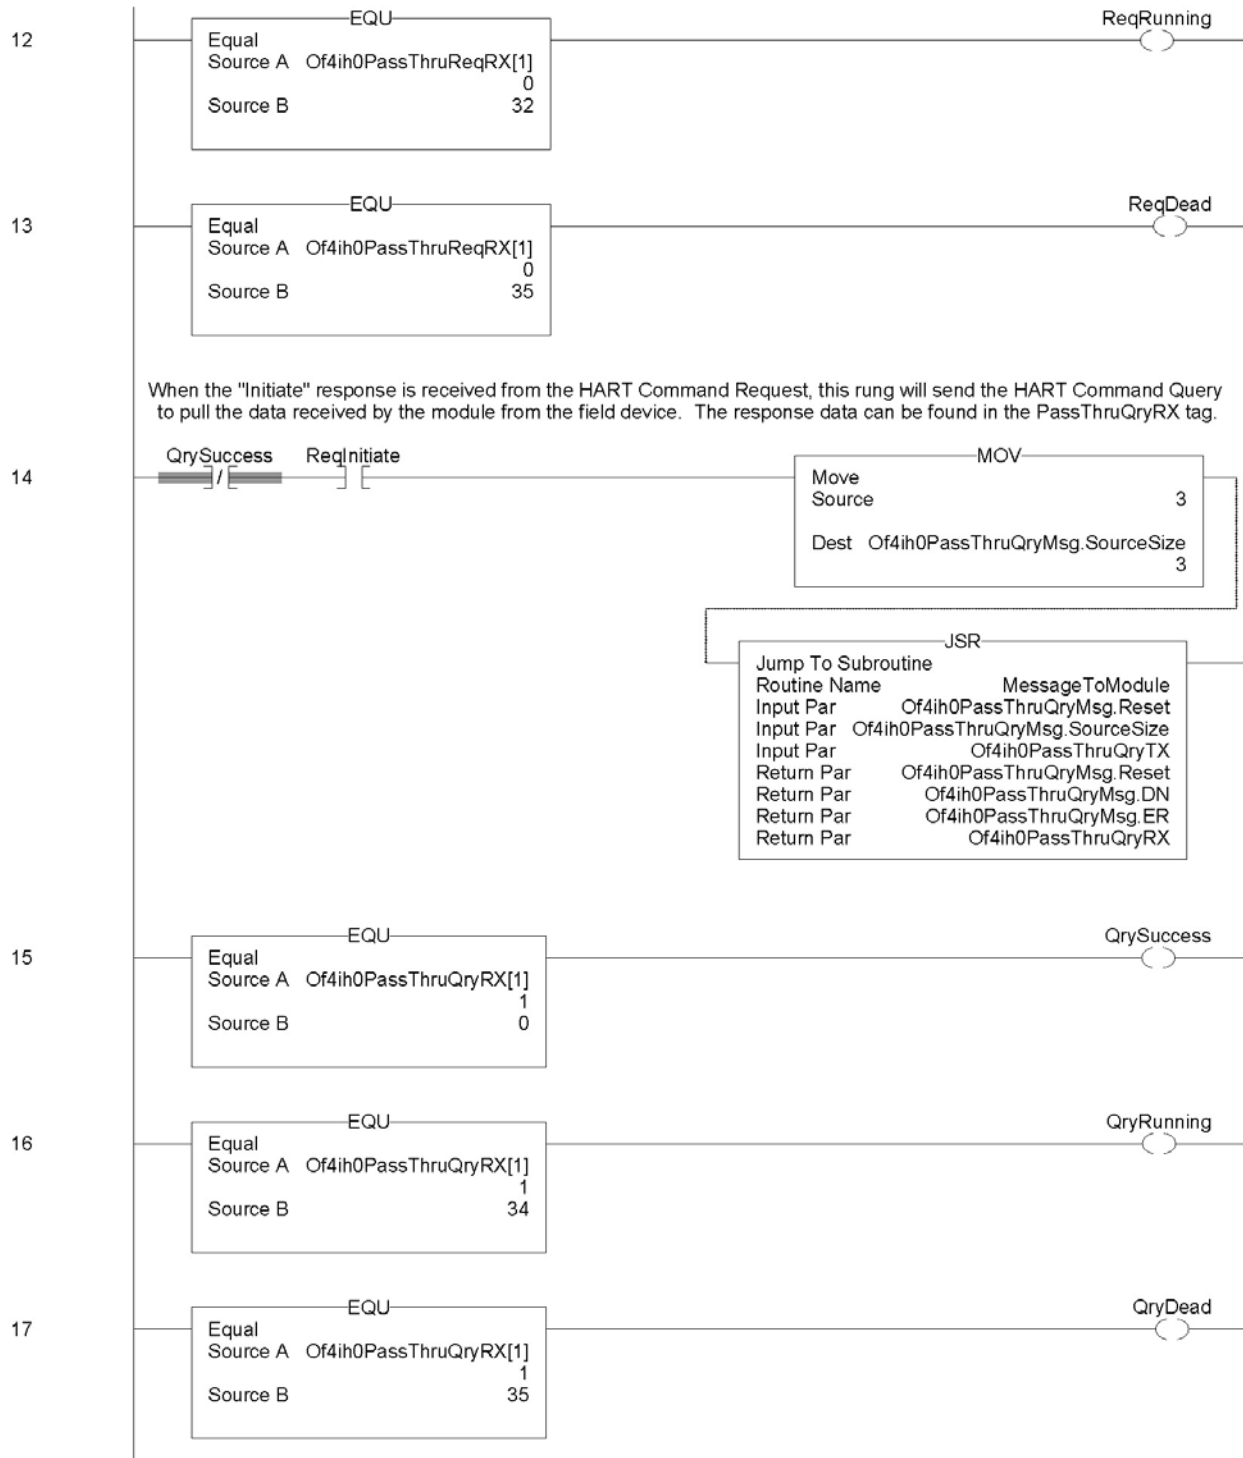 EQU
ReqRunning
12
Equal
Source A Of4ih0PassThruReqRX[1]
0
Source B 32
EQU
ReqDead
13
Equal
Source A Of4ih0PassThruReqRX[1]
0
Source B 35
When the "Initiate" response is received from the HART Command Request, this rung will send the HART Command Query
to pull the data received by the module from the field device. The response data can be found in the PassThruQryRX tag.
QrySuccess ReqInitiate
MOV
14
/
Move
Source 3
Dest Of4ih0PassThruQryMsg.SourceSize
3
JSR
Jump To Subroutine
Routine Name MessageToModule
Input Par Of4ih0PassThruQryMsg.Reset
Input Par Of4ih0PassThruQryMsg.SourceSize
Input Par Of4ih0PassThruQryTX
Return Par Of4ih0PassThruQryMsg.Reset
Return Par Of4ih0PassThruQryMsg.DN
Return Par Of4ih0PassThruQryMsg.ER
Return Par Of4ih0PassThruQryRX
EQU
QrySuccess
15
Equal
Source A Of4ih0PassThruQryRX[1]
1
Source B 0
EQU
QryRunning
16
Equal
Source A Of4ih0PassThruQryRX[1]
1
Source B 34
EQU
QryDead
17
Equal
Source A Of4ih0PassThruQryRX[1]
1
Source B 35